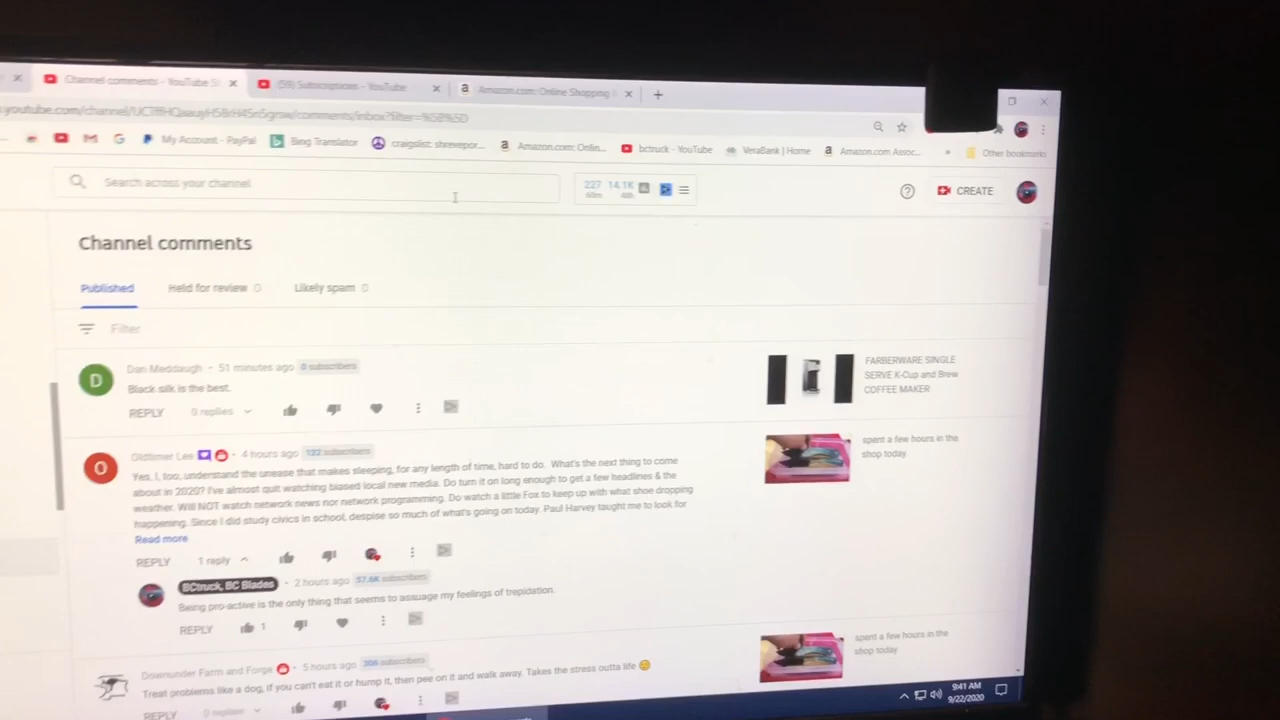 Channel comments - YouTube S
(59) Subscriptions - YouTube
Amazon.com: Online Shopping
My Account - PayPal
Bing Translator
craigslist: shrevepor...
Amazon.com: Onlin...
bctruck - YouTube
VeraBank | Home
Amazon.com Assoc...
Other bookmarks
Search across your channel
227 14.1K
60m 48h
CREATE
Channel comments
Published Held for review 0 Likely spam 0
Filter
Dan Meddaugh • 51 minutes ago 0 subscribers
Black silk is the best.
REPLY 0 replies
FARBERWARE SINGLE
SERVE K-Cup and Brew
COFFEE MAKER
Oldtimer Lee • 4 hours ago 122 subscribers
Yes, I, too, understand the unease that makes sleeping, for any length of time, hard to do. What's the next thing to come
about in 2020? I've almost quit watching biased local new media. Do turn it on long enough to get a few headlines & the
weather. Will NOT watch network news nor network programming. Do watch a little Fox to keep up with what shoe dropping
happening. Since I did study civics in school, despise so much of what's going on today. Paul Harvey taught me to look for
Read more
REPLY 1 reply
spent a few hours in the
shop today
BCtruck, BC Blades • 2 hours ago 57.6K subscribers
Being pro-active is the only thing that seems to assuage my feelings of trepidation.
REPLY 1
Downunder Farm and Forge • 5 hours ago 306 subscribers
Treat problems like a dog, if you can't eat it or hump it, then pee on it and walk away. Takes the stress outta life
REPLY 0 replies
spent a few hours in the
shop today
9:41 AM
9/22/2020